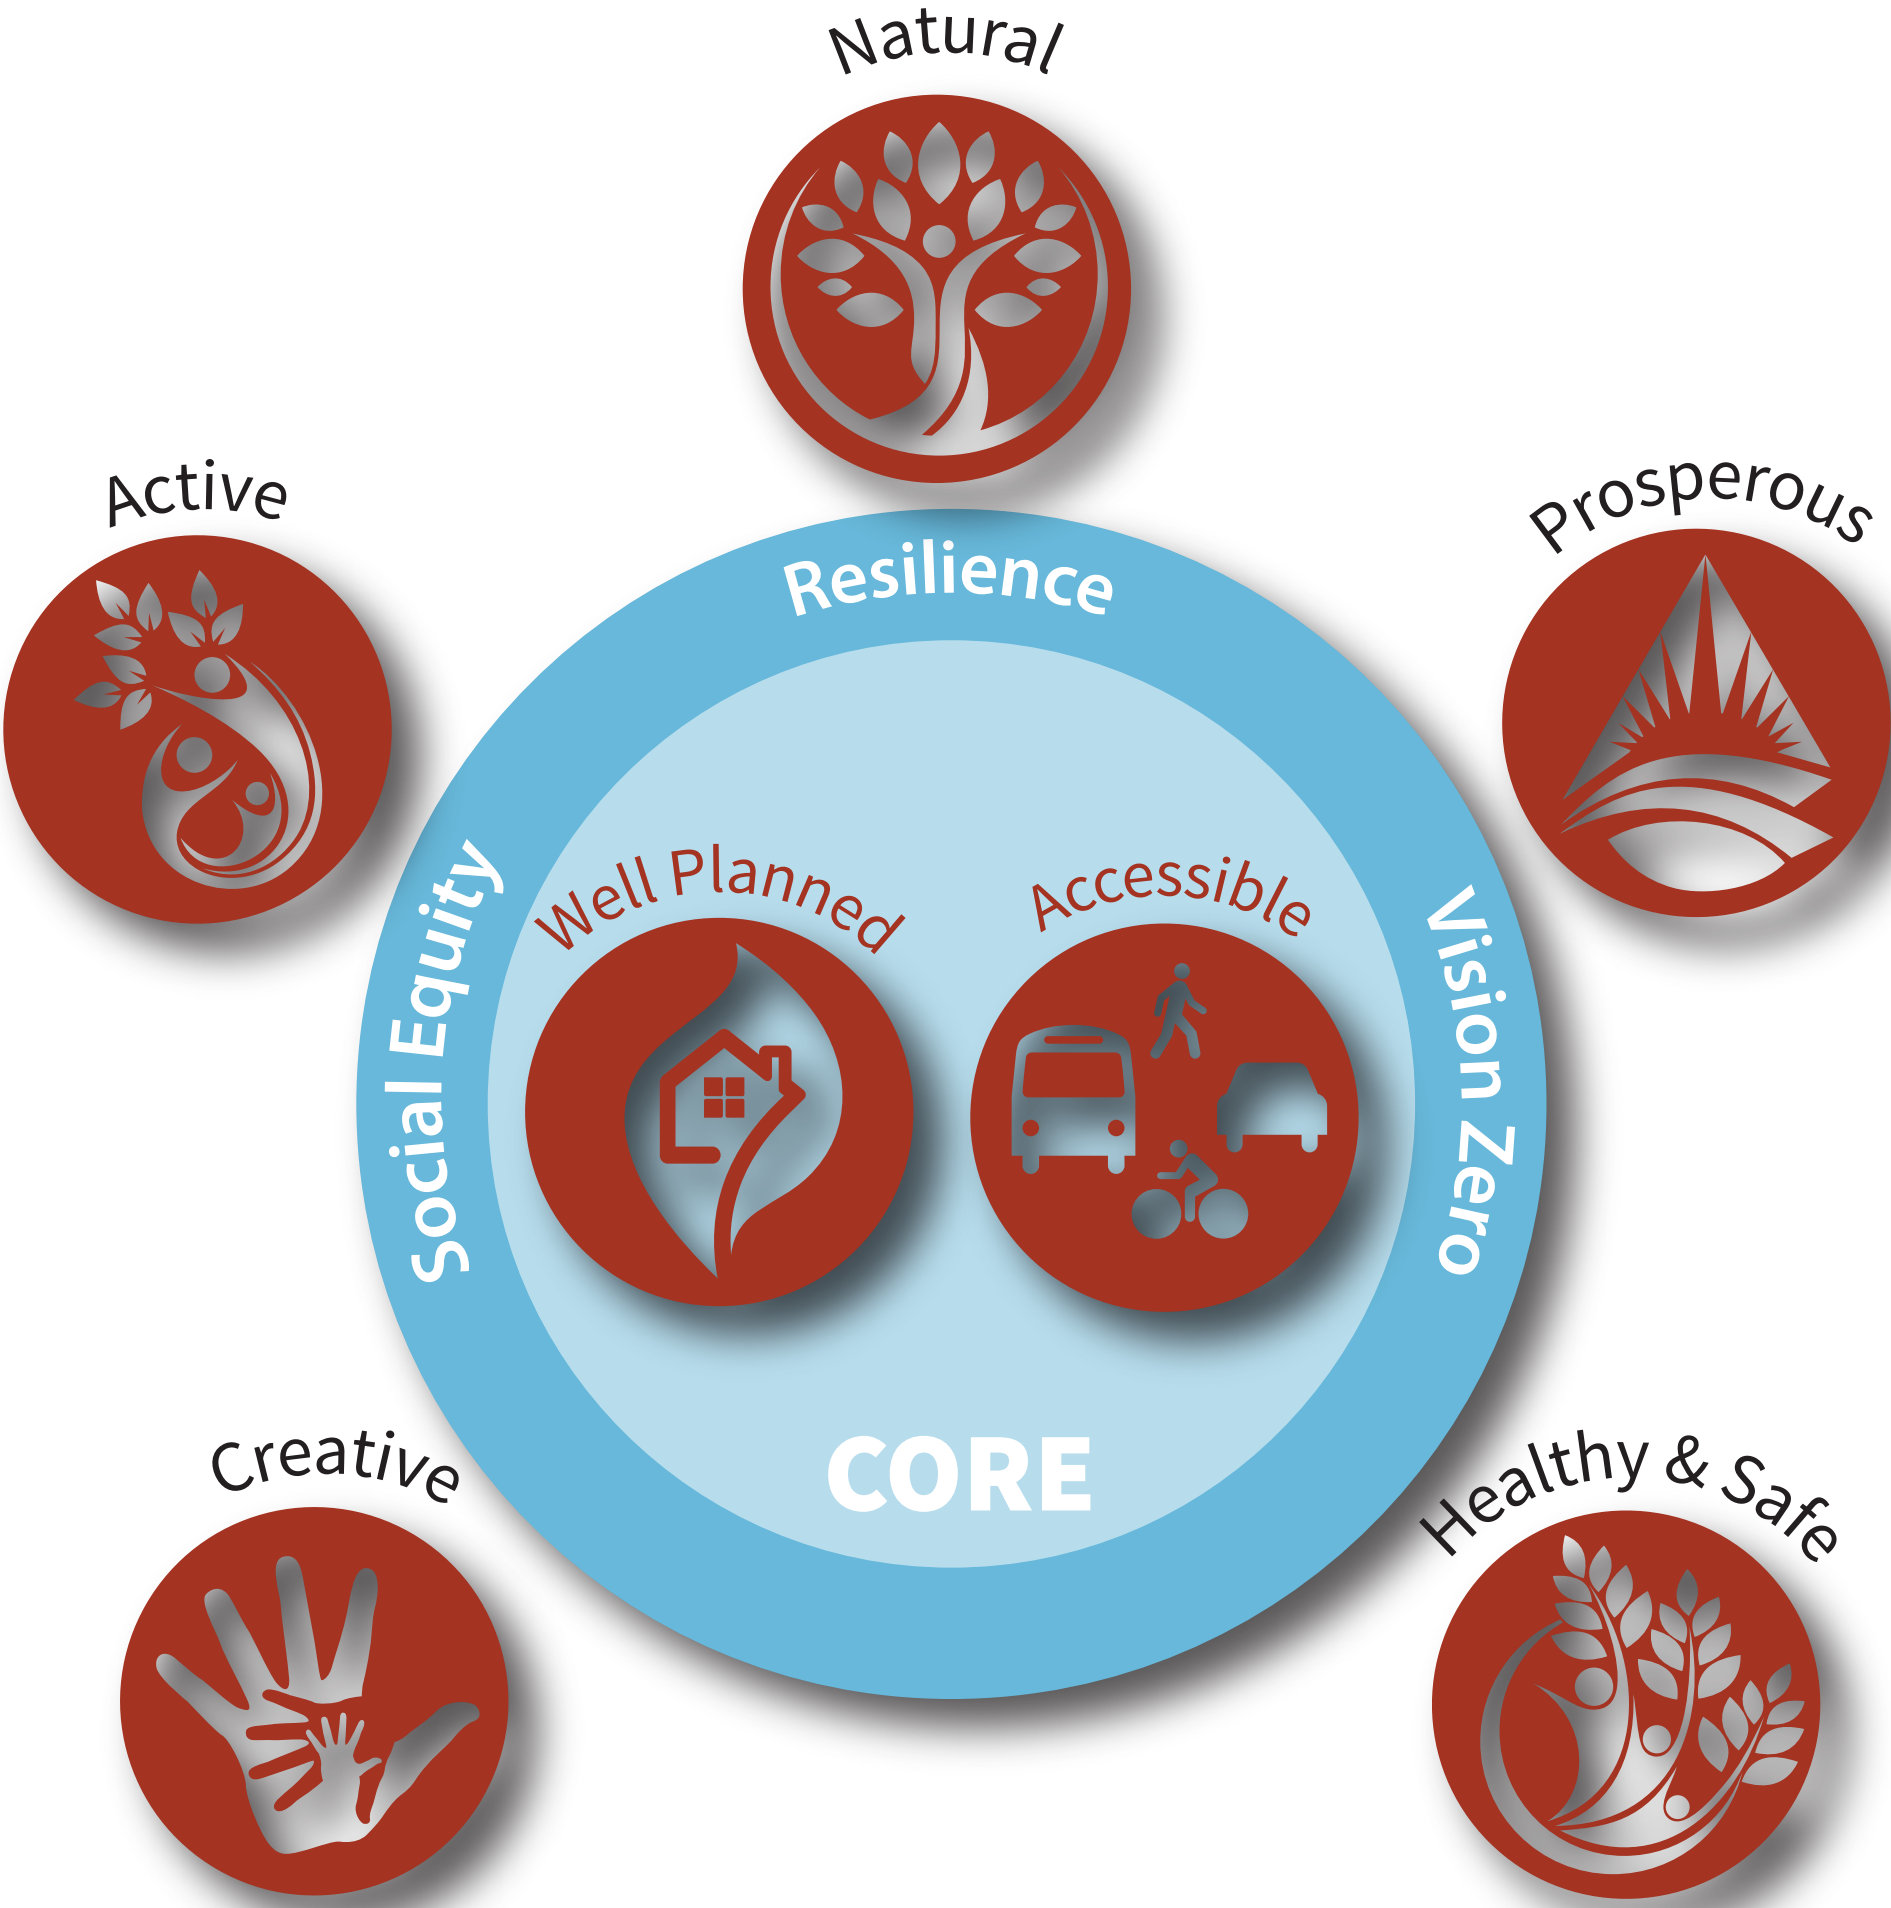 Natural
Active
Prosperous
Resilience
Social Equity
Vision Zero
Well Planned
Accessible
CORE
Creative
Healthy & Safe